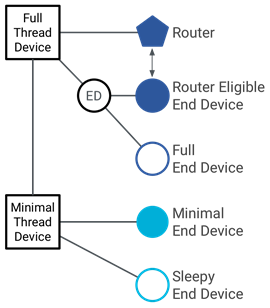 Full
Thread
Device
Router
ED
Router Eligible
End Device
Full
End Device
Minimal
Thread
Device
Minimal
End Device
Sleepy
End Device